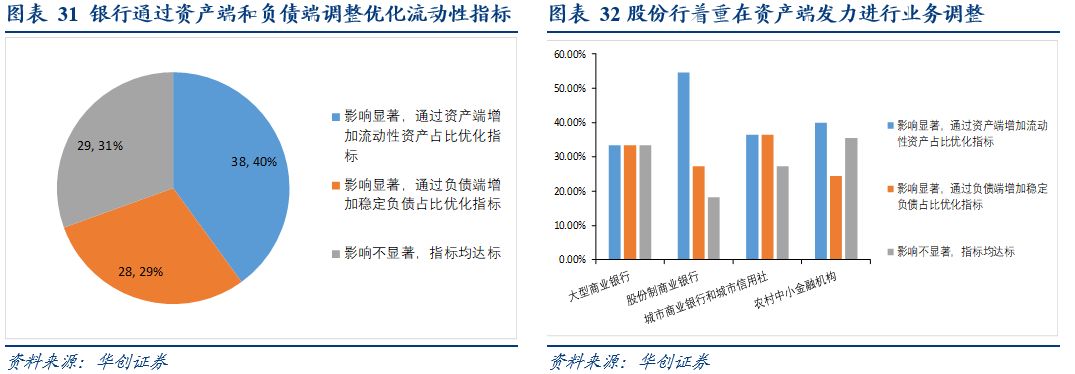 图表 31 银行通过资产端和负债端调整优化流动性指标
29, 31%
38, 40%
28, 29%
影响显著，通过资产端增
加流动性资产占比优化指
标
影响显著，通过负债端增
加稳定负债占比优化指标
影响不显著，指标均达标
资料来源：华创证券
图表 32 股份行着重在资产端发力进行业务调整
60.00%
50.00%
40.00%
30.00%
20.00%
10.00%
0.00%
大型商业银行
股份制商业银行
城市商业银行和城市信用社
农村中小金融机构
影响显著，通过资产端增加流动
性资产占比优化指标
影响显著，通过负债端增加稳定
负债占比优化指标
影响不显著，指标均达标
资料来源：华创证券